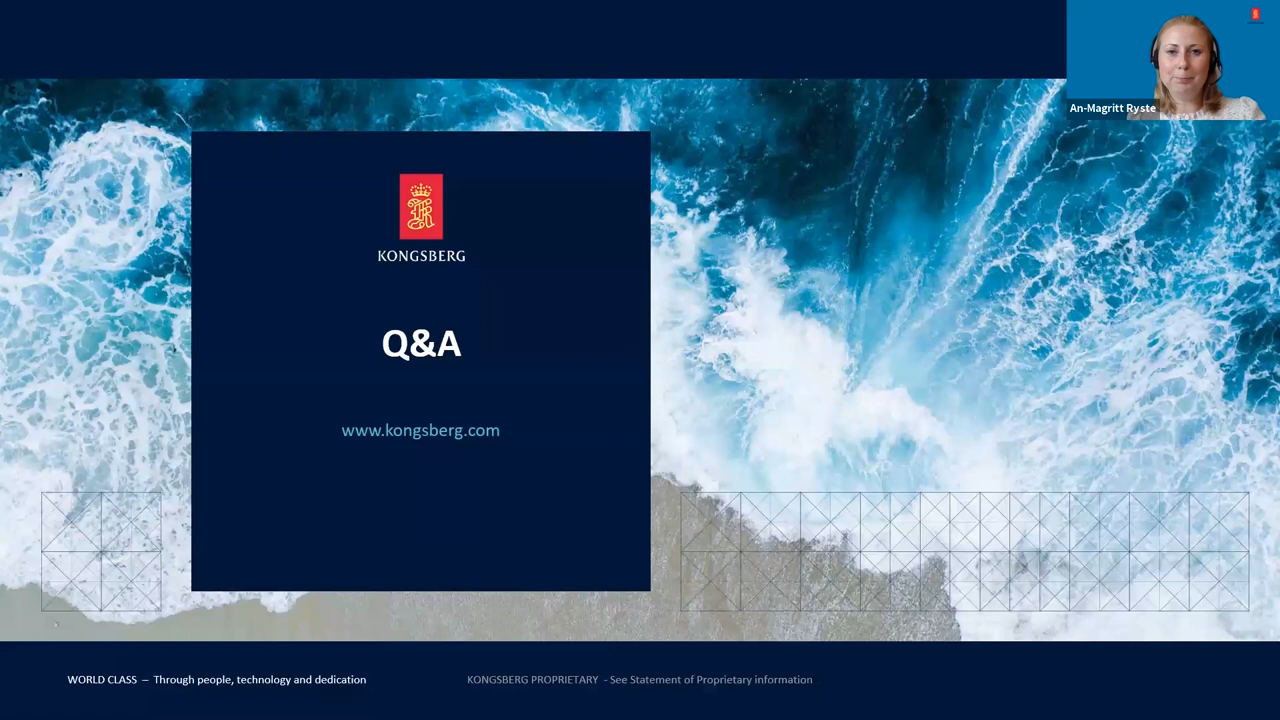 An-Magritt Ryste
KONGSBERG
Q&A
www.kongsberg.com
WORLD CLASS – Through people, technology and dedication
KONGSBERG PROPRIETARY - See Statement of Proprietary information